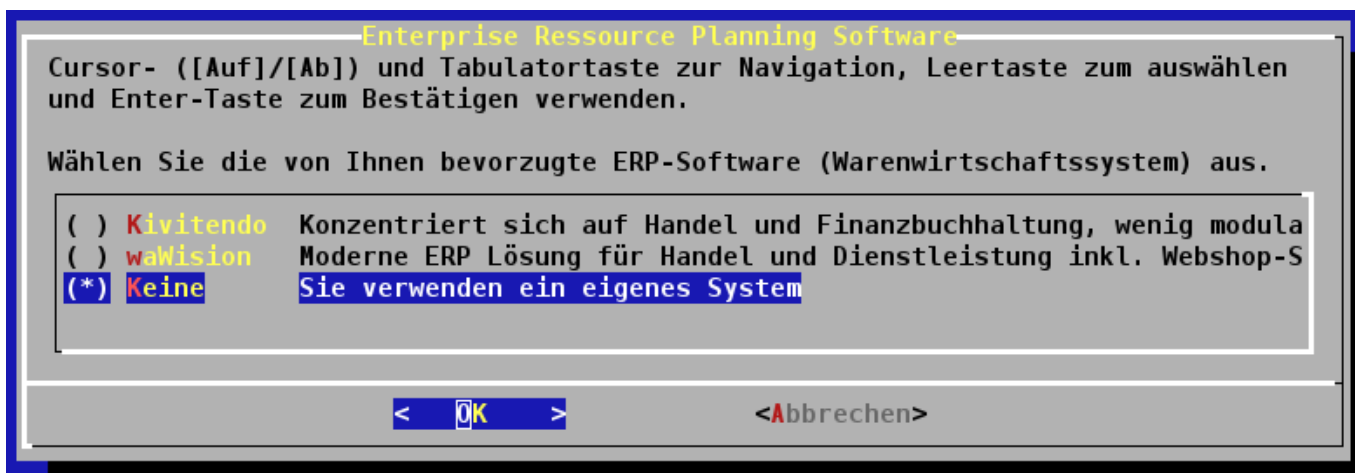 Enterprise Ressource Planning Software
Cursor- ([Auf]/[Ab]) und Tabulatortaste zur Navigation, Leertaste zum auswählen
und Enter-Taste zum Bestätigen verwenden.
Wählen Sie die von Ihnen bevorzugte ERP-Software (Warenwirtschaftssystem) aus.
( ) Kivitendo Konzentriert sich auf Handel und Finanzbuchhaltung, wenig modula
( ) waWision Moderne ERP Lösung für Handel und Dienstleistung inkl. Webshop-S
(*) Keine Sie verwenden ein eigenes System
< OK > <Abbrechen>